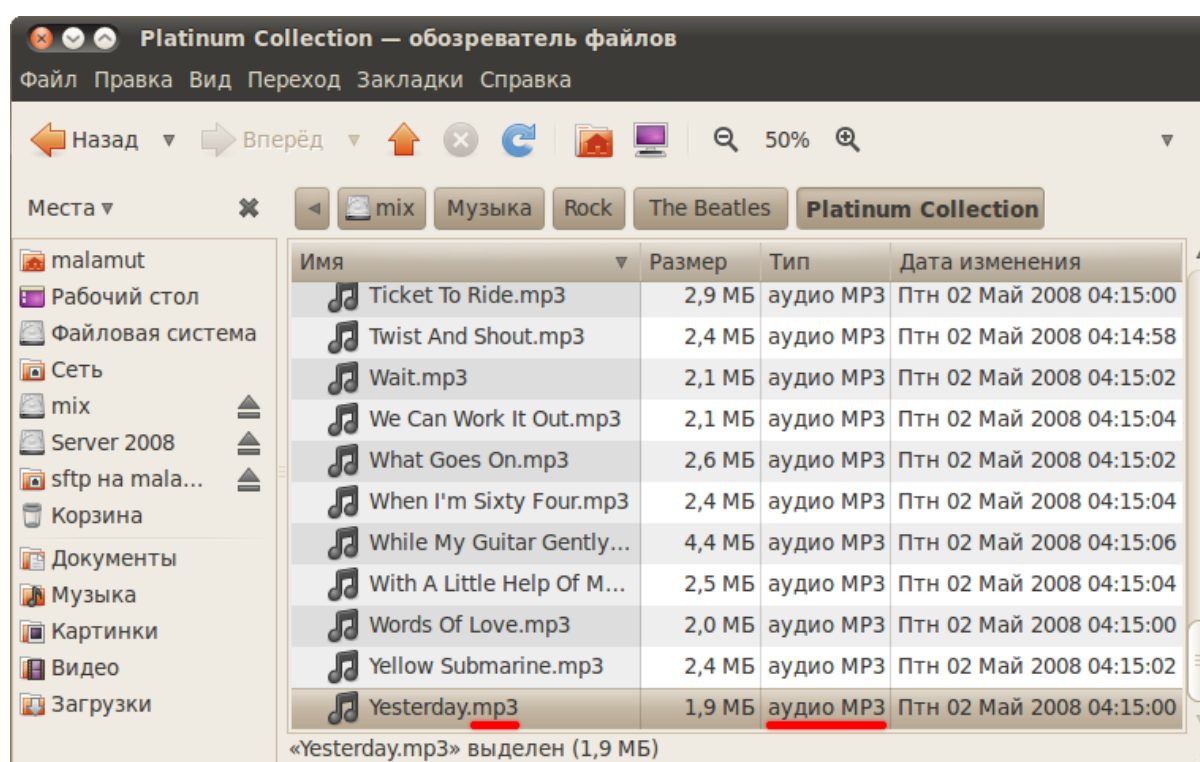 Platinum Collection — обозреватель файлов
Файл Правка Вид Переход Закладки Справка
Назад Вперёд 50%
Места mix Музыка Rock The Beatles Platinum Collection
malamut
Рабочий стол
Файловая система
Сеть
mix
Server 2008
sftp на mala...
Корзина
Документы
Музыка
Картинки
Видео
Загрузки
Имя Размер Тип Дата изменения
Ticket To Ride.mp3 2,9 МБ аудио MP3 Птн 02 Май 2008 04:15:00
Twist And Shout.mp3 2,4 МБ аудио MP3 Птн 02 Май 2008 04:14:58
Wait.mp3 2,1 МБ аудио MP3 Птн 02 Май 2008 04:15:02
We Can Work It Out.mp3 2,1 МБ аудио MP3 Птн 02 Май 2008 04:15:04
What Goes On.mp3 2,6 МБ аудио MP3 Птн 02 Май 2008 04:15:02
When I'm Sixty Four.mp3 2,4 МБ аудио MP3 Птн 02 Май 2008 04:15:04
While My Guitar Gently... 4,4 МБ аудио MP3 Птн 02 Май 2008 04:15:06
With A Little Help Of M... 2,5 МБ аудио MP3 Птн 02 Май 2008 04:15:04
Words Of Love.mp3 2,0 МБ аудио MP3 Птн 02 Май 2008 04:15:00
Yellow Submarine.mp3 2,4 МБ аудио MP3 Птн 02 Май 2008 04:15:02
Yesterday.mp3 1,9 МБ аудио MP3 Птн 02 Май 2008 04:15:00
«Yesterday.mp3» выделен (1,9 МБ)